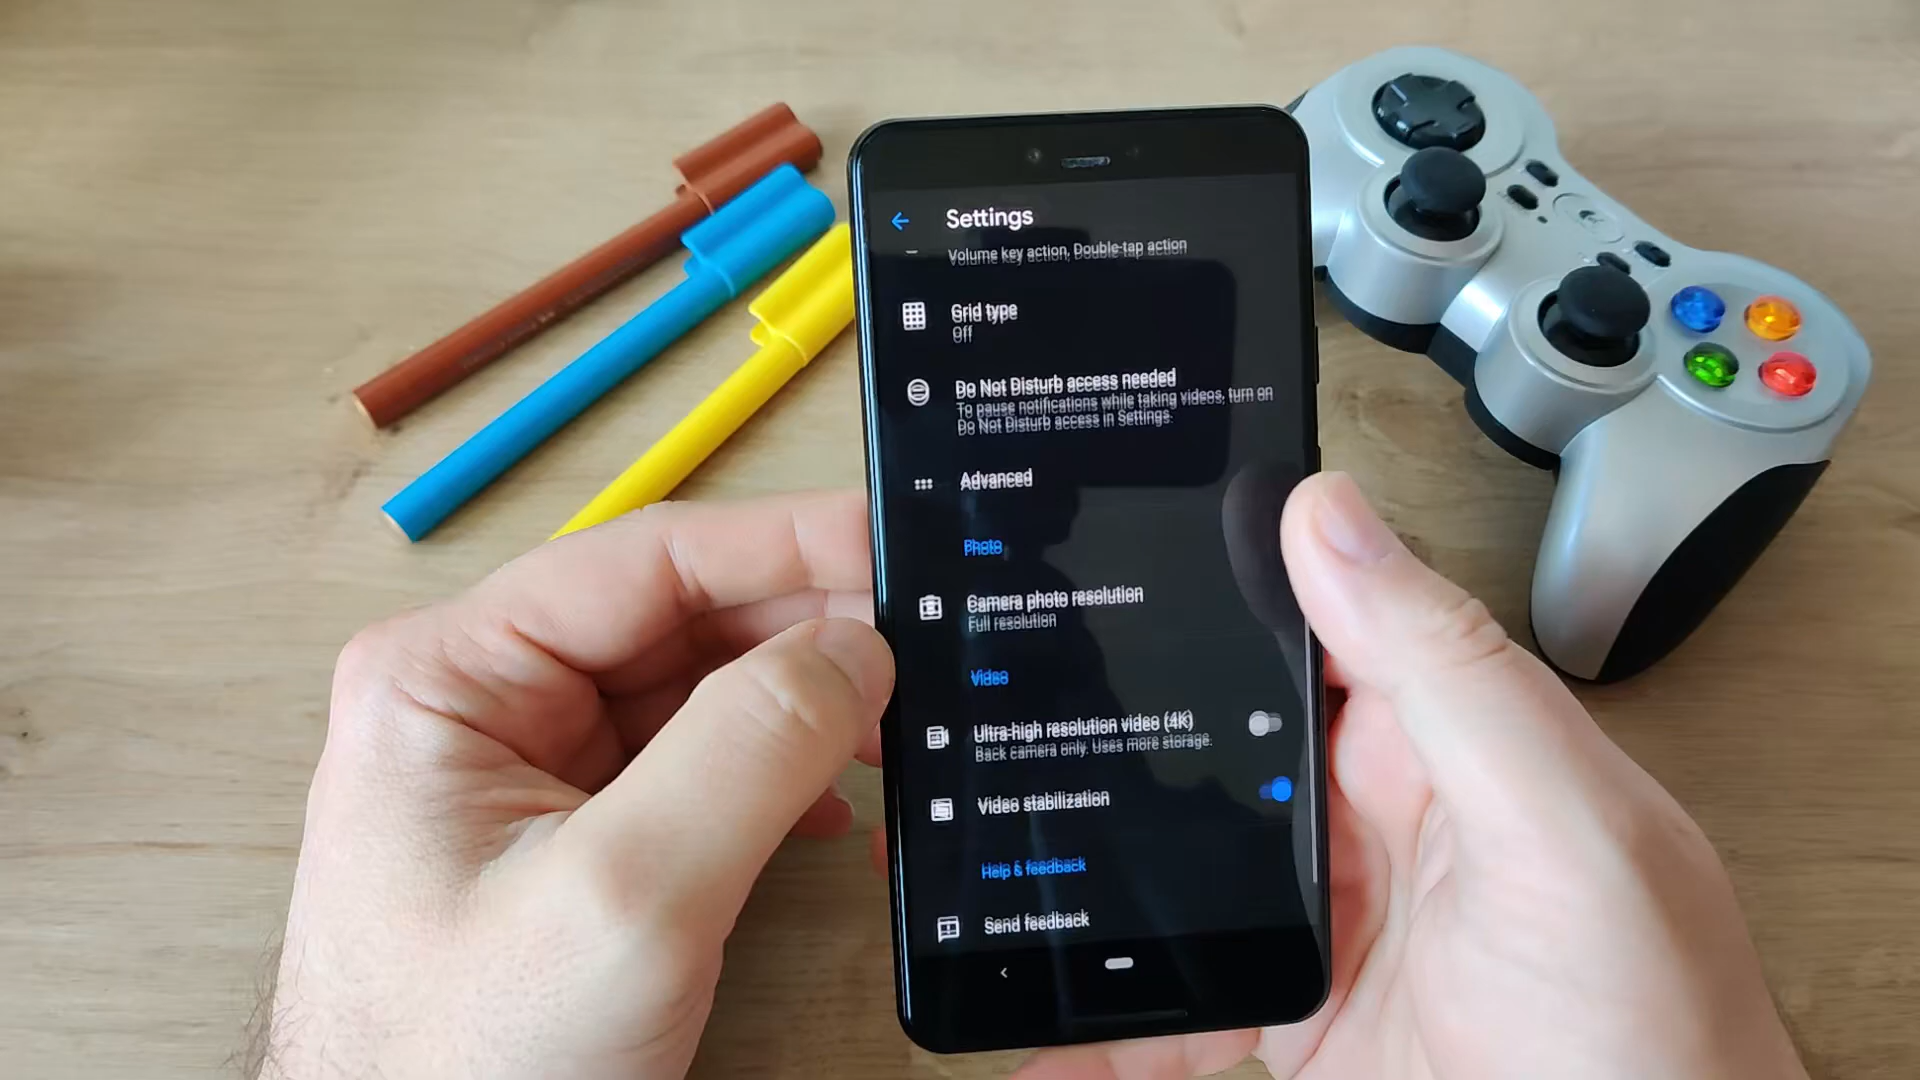 Settings
Volume key action, Double-tap action
Grid type
Off
Do Not Disturb access needed
To pause notifications while taking videos, turn on
Do Not Disturb access in Settings.
Advanced
Photo
Camera photo resolution
Full resolution
Video
Ultra-high resolution video (4K)
Back camera only. Uses more storage.
Video stabilization
Help & feedback
Send feedback